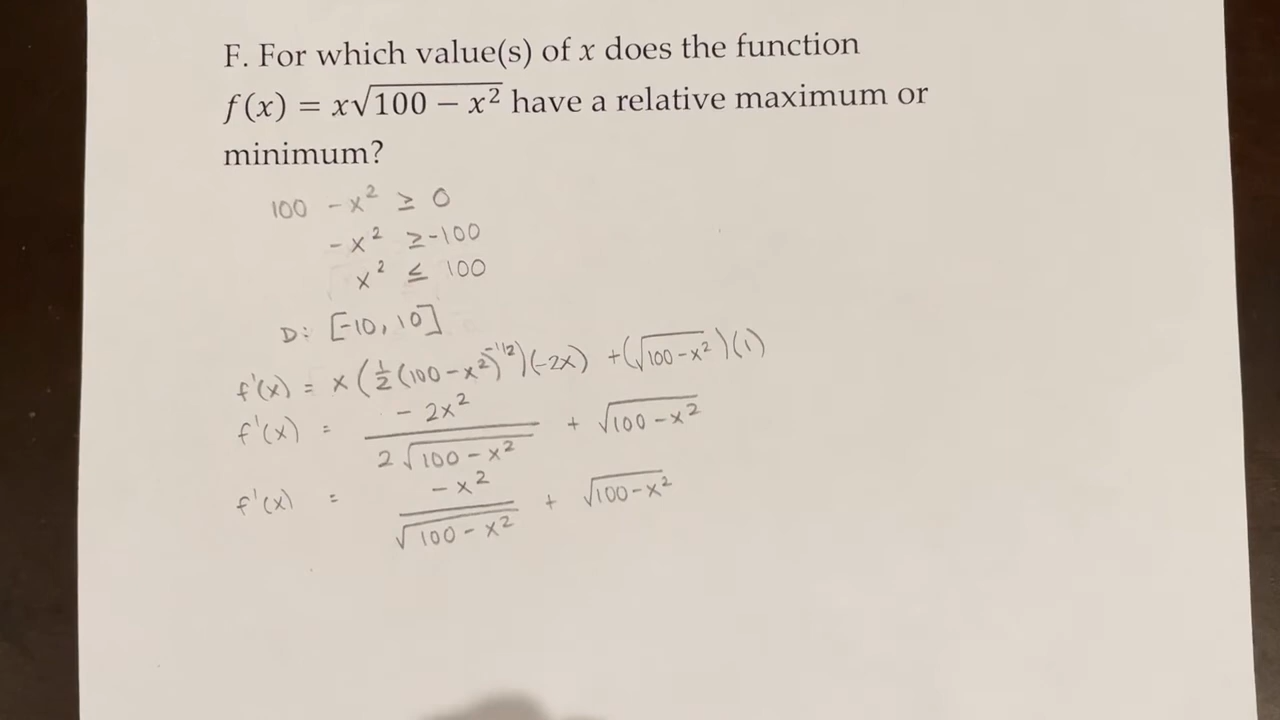 F. For which value(s) of x does the function
f(x) = x√(100 − x²) have a relative maximum or
minimum?
100 − x² ≥ 0
− x² ≥ −100
x² ≤ 100
D: [−10, 10]
f'(x) = x(½(100 − x²)^(−1/2))(−2x) + (√(100 − x²))(1)
f'(x) = −2x² / (2√(100 − x²)) + √(100 − x²)
f'(x) = −x² / √(100 − x²) + √(100 − x²)